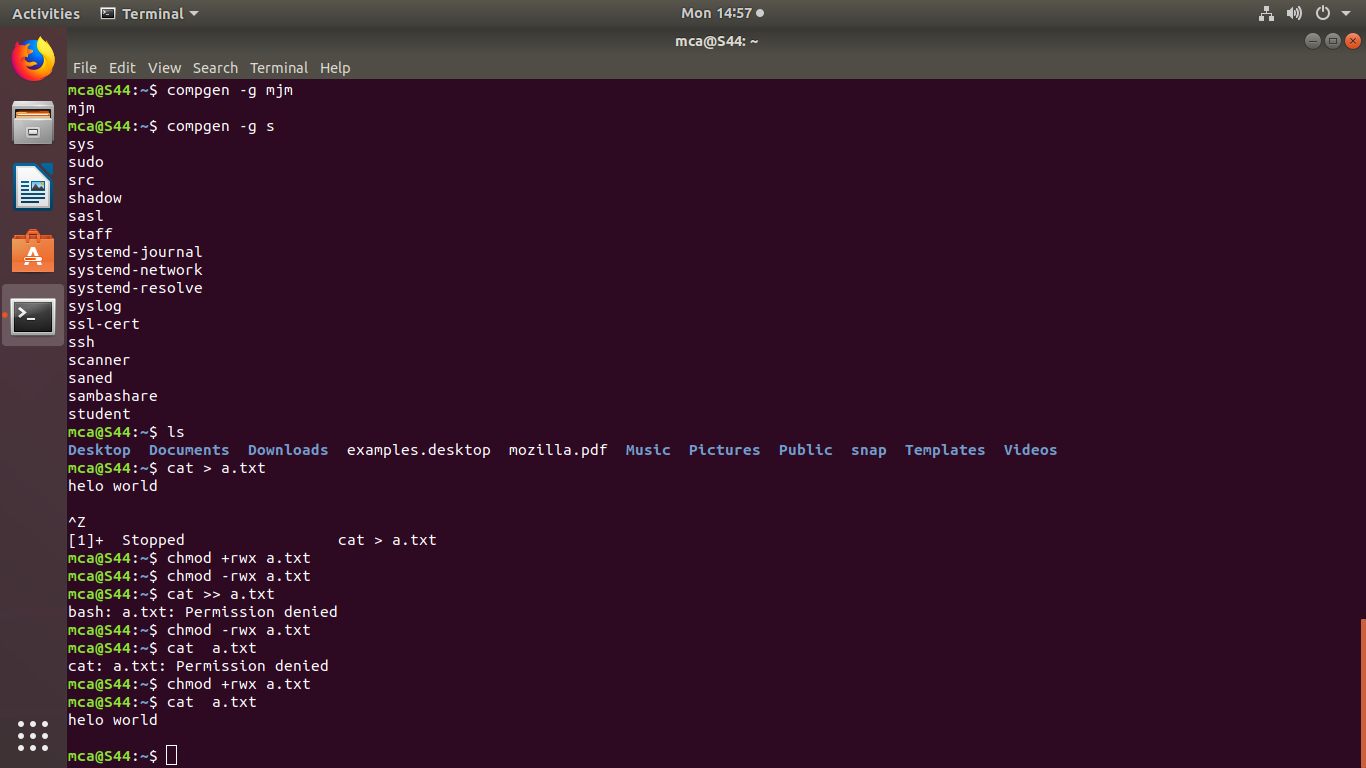 Activities Terminal Mon 14:57
mca@S44: ~
File Edit View Search Terminal Help
mca@S44:~$ compgen -g mjm
mjm
mca@S44:~$ compgen -g s
sys
sudo
src
shadow
sasl
staff
systemd-journal
systemd-network
systemd-resolve
syslog
ssl-cert
ssh
scanner
saned
sambashare
student
mca@S44:~$ ls
Desktop Documents Downloads examples.desktop mozilla.pdf Music Pictures Public snap Templates Videos
mca@S44:~$ cat > a.txt
helo world
^Z
[1]+ Stopped cat > a.txt
mca@S44:~$ chmod +rwx a.txt
mca@S44:~$ chmod -rwx a.txt
mca@S44:~$ cat >> a.txt
bash: a.txt: Permission denied
mca@S44:~$ chmod -rwx a.txt
mca@S44:~$ cat  a.txt
cat: a.txt: Permission denied
mca@S44:~$ chmod +rwx a.txt
mca@S44:~$ cat  a.txt
helo world
mca@S44:~$